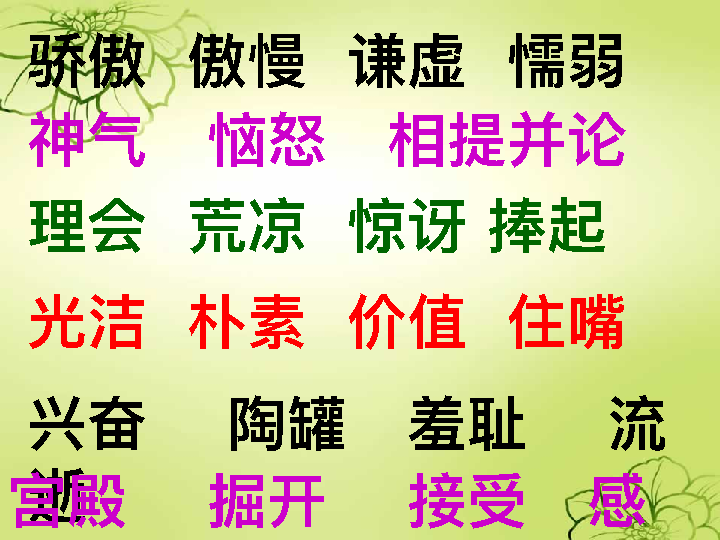 骄傲 傲慢 谦虚 懦弱
神气 恼怒 相提并论
理会 荒凉 惊讶 捧起
光洁 朴素 价值 住嘴
兴奋 陶罐 羞耻 流
逝
宫殿 掘开 接受 感